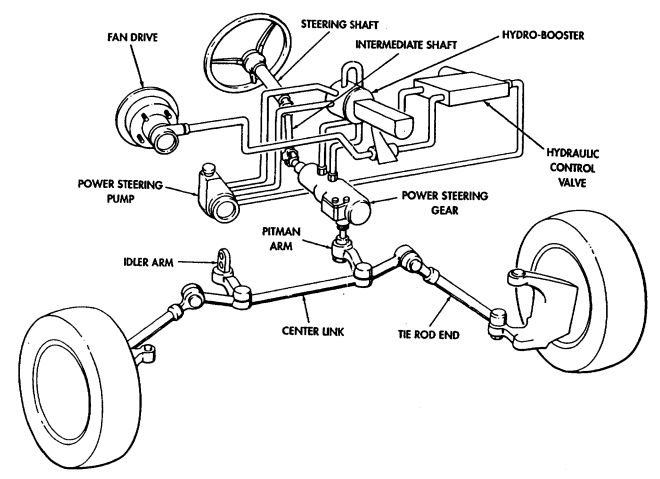 STEERING SHAFT
HYDRO-BOOSTER
FAN DRIVE
INTERMEDIATE SHAFT
HYDRAULIC
CONTROL
VALVE
POWER STEERING
PUMP
POWER STEERING
GEAR
PITMAN
ARM
IDLER ARM
CENTER LINK
TIE ROD END